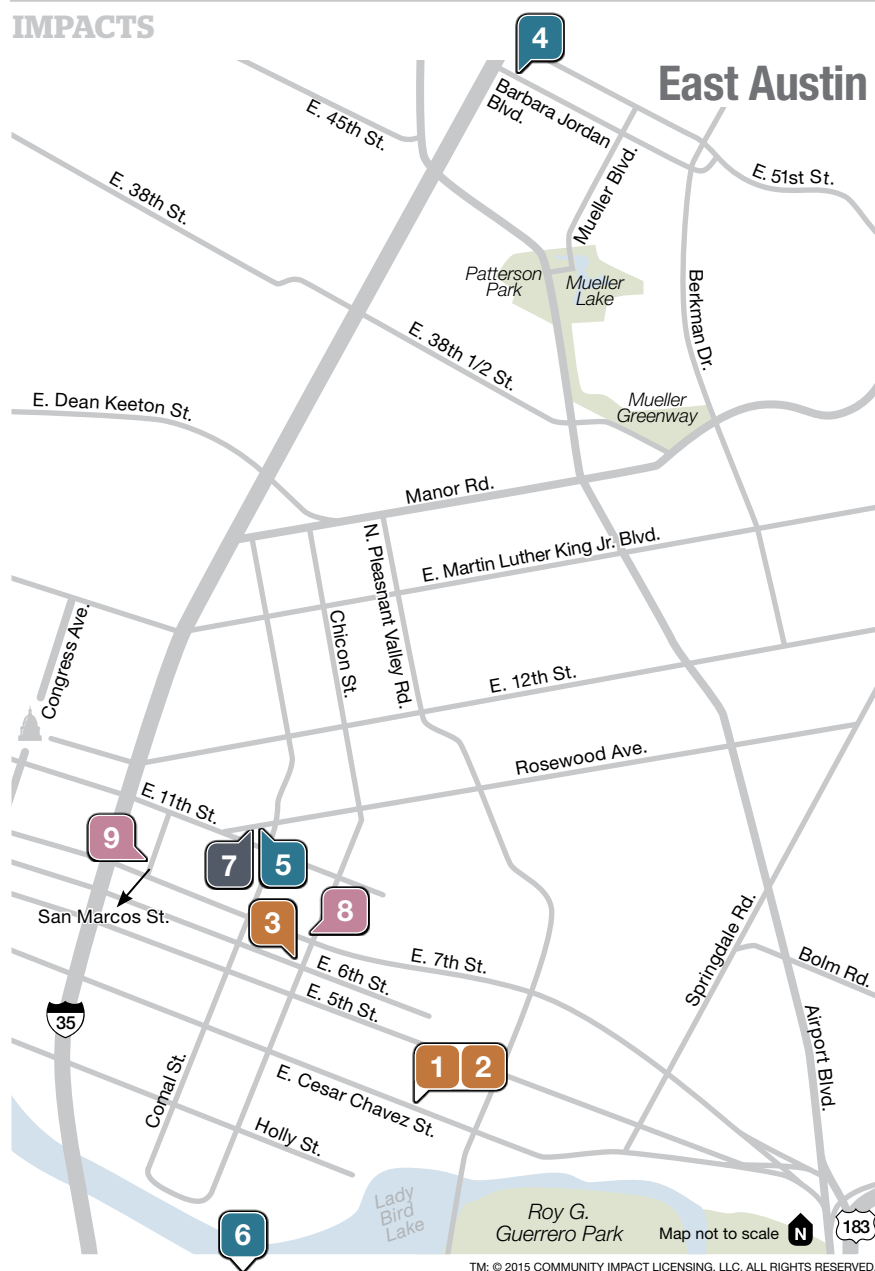 IMPACTS
4
East Austin
Barbara Jordan
Blvd.
E. 45th St.
Mueller Blvd.
E. 51st St.
E. 38th St.
Patterson
Park
Mueller
Lake
Berkman Dr.
E. 38th 1/2 St.
E. Dean Keeton St.
Mueller
Greenway
Manor Rd.
N. Pleasnant Valley Rd.
E. Martin Luther King Jr. Blvd.
Congress Ave.
Chicon St.
E. 12th St.
Rosewood Ave.
E. 11th St.
9
7
5
San Marcos St.
3
8
E. 7th St.
Springdale Rd.
E. 6th St.
Bolm Rd.
E. 5th St.
35
Airport Blvd.
1
2
Comal St.
E. Cesar Chavez St.
Holly St.
Lady
Bird
Lake
6
Roy G.
Guerrero Park
Map not to scale
N
183
TM; © 2015 COMMUNITY IMPACT LICENSING, LLC. ALL RIGHTS RESERVED.